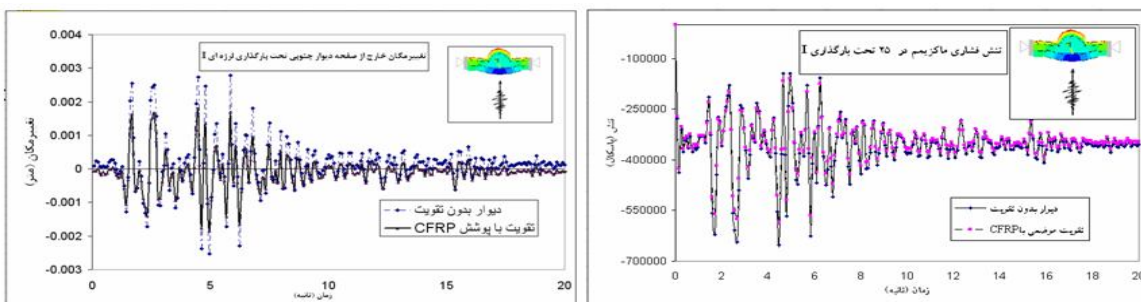 تغییرمکان خارج از صفحه دیوار جنوبی تحت بارگذاری لرزه ای I
0.004
0.003
0.002
0.001
0
-0.001
-0.002
-0.003
تغییرمکان (متر)
دیوار بدون تقویت
تقویت با پوشش CFRP
0 5 10 15 20
زمان (ثانیه)
تنش فشاری ماکزیمم در ۲۵ تحت بارگذاری I
-100000
-250000
-400000
-550000
-700000
تنش (پاسکال)
دیوار بدون تقویت
تقویت موضعی با CFRP
0 2 4 6 8 10 12 14 16 18 20
زمان (ثانیه)